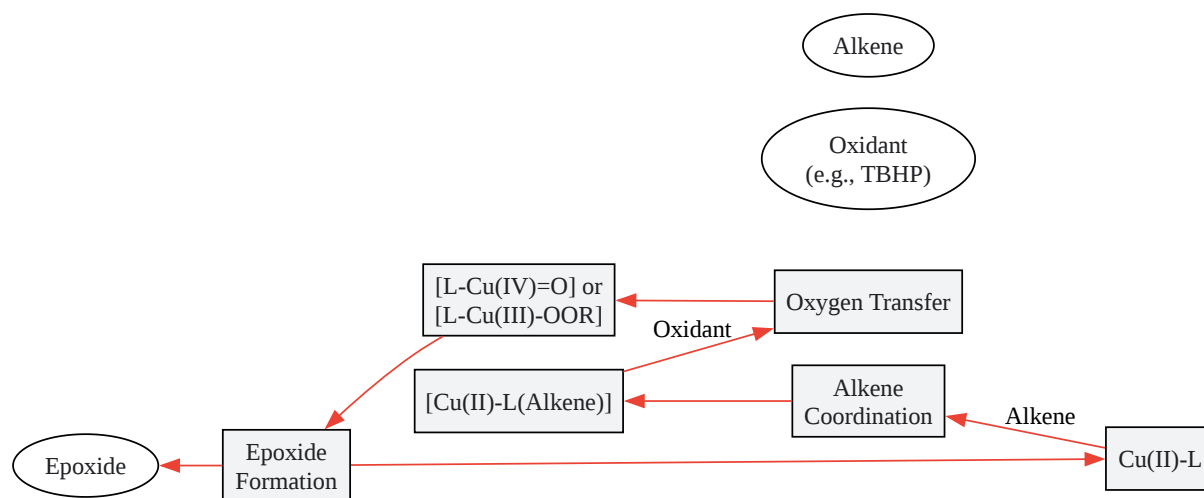 Alkene
Oxidant
(e.g., TBHP)
[L-Cu(IV)=O] or
[L-Cu(III)-OOR]
Oxygen Transfer
Oxidant
[Cu(II)-L(Alkene)]
Alkene
Coordination
Alkene
Cu(II)-L
Epoxide
Formation
Epoxide